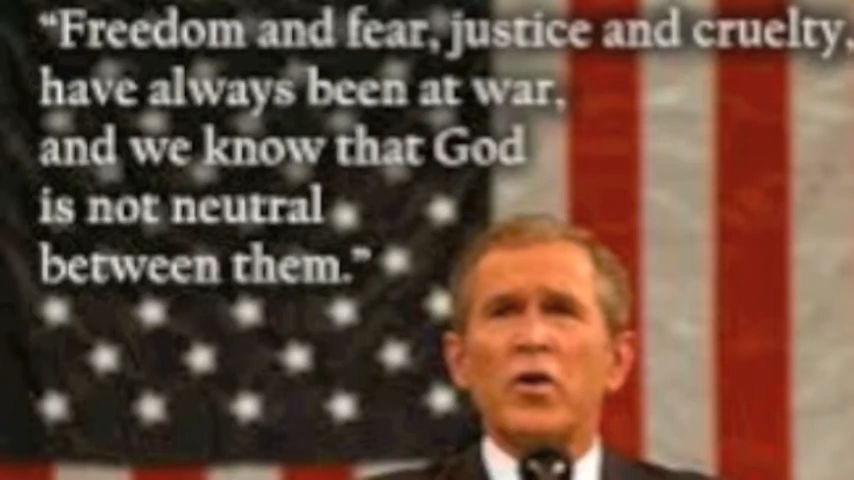 “Freedom and fear, justice and cruelty,
have always been at war,
and we know that God
is not neutral
between them.”